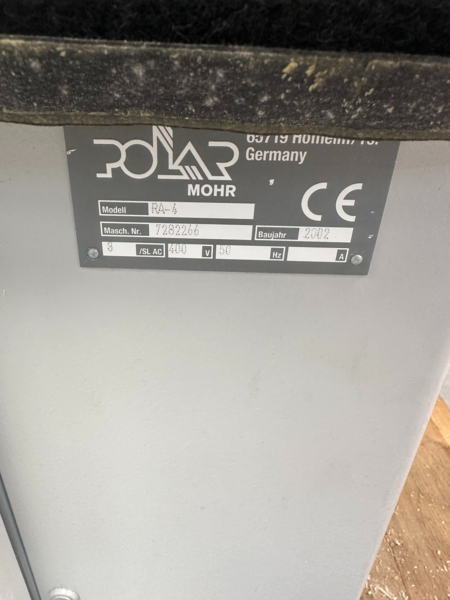 65719 Hofheim/Ts.
POLAR Germany
MOHR
CE
Modell RA-4
Masch. Nr. 7282266 Baujahr 2002
3 /SL AC 400 V 50 Hz A